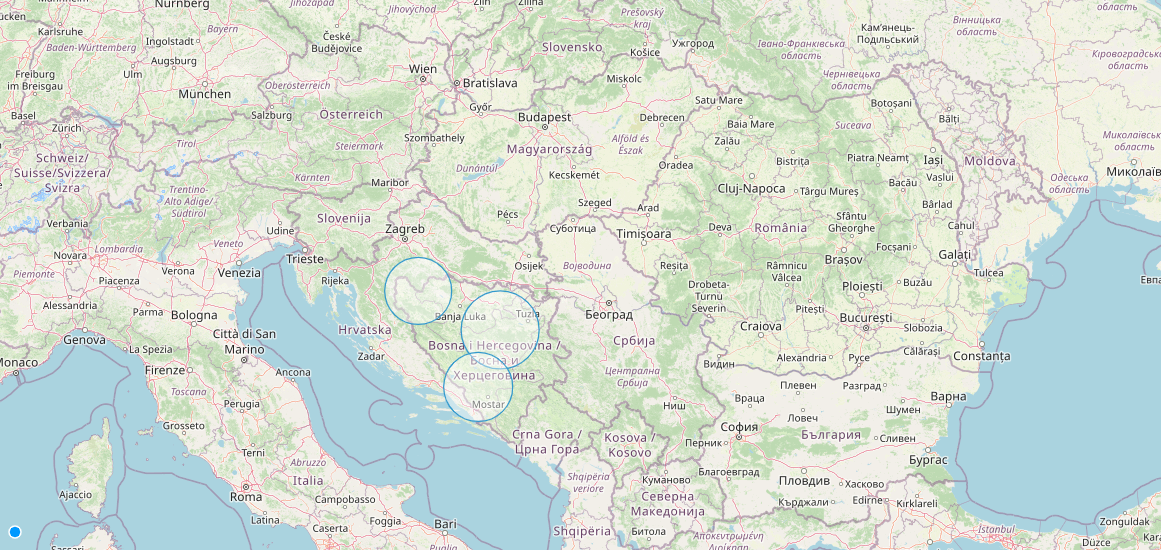 Nürnberg
Jihozápad
Zlín
Žilina
Karlsruhe
Bayern
Jihovýchod
Prešovský
kraj
Вінницька
область
Baden-Württemberg
Ingolstadt
České
Budějovice
Slovensko
Košice
Ужгород
Івано-Франківська
область
Кам'янець-
Подільський
Кіровоградська
область
Freiburg
im Breisgau
Ulm
Augsburg
Wien
Bratislava
Miskolc
Чернівецька
область
München
Oberösterreich
Győr
Satu Mare
Botoșani
Basel
Zürich
Salzburg
Österreich
Budapest
Debrecen
Baia Mare
Suceava
Bălți
Миколаївська
область
Tirol
Steiermark
Szombathely
Magyarország
Alföld és
Észak
Zalău
Schweiz/
Suisse/Svizzera/
Svizra
Dunántúl
Oradea
Bistrița
Piatra Neamț
Iași
Moldova
Kärnten
Kecskemét
Vaslui
Одеська
область
Миколаїв
Trentino-
Alto Adige/
Südtirol
Maribor
Cluj-Napoca
Târgu Mureș
Bacău
Szeged
Arad
Bârlad
Verbania
Slovenija
Pécs
Gheorghe
Sfântu
Gheorghe
Cahul
Udine
Zagreb
Суботица
Timișoara
Deva
România
Veneto
Focșani
Novara
Trieste
Osijek
Војводина
Reșița
Râmnicu
Vâlcea
Brașov
Galați
Piemonte
Verona
Venezia
Rijeka
Tulcea
Piacenza
Drobeta-
Turnu
Severin
Ploiești
Buzău
Alessandria
Parma
Banja Luka
Tuzla
Београд
București
Bologna
Hrvatska
Craiova
Slobozia
Genova
Città di San
Marino
Bosna i Hercegovina /
Босна и
Херцеговина
Србија
La Spezia
Zadar
Alexandria
Русе
Călărași
Constanța
Monaco
Firenze
Ancona
Централна
Србија
Видин
Плевен
Разград
Toscana
Mostar
Враца
Варна
Perugia
Ниш
Ловеч
Шумен
Grosseto
Crna Gora /
Црна Гора
Kosova /
Kosovo
София
България
Сливен
Terni
Перник
Бургас
Abruzzo
Ajaccio
Italia
Shqipëria
veriore
Куманово
Благоевград
Пловдив
Хасково
Roma
Campobasso
Северна
Македонија
Кърджали
Edirne
Kırklareli
Latina
Foggia
Caserta
Bari
Битола
İstanbul
Zonguldak
Sassari
Puglia
Shqipëria
Düzce